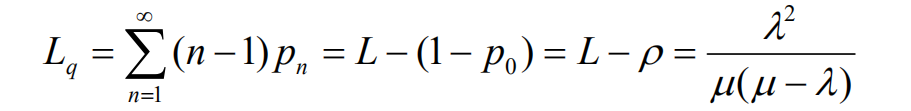 L_q = \sum_{n=1}^{\infty} (n-1) p_n = L - (1 - p_0) = L - \rho = \frac{\lambda^2}{\mu(\mu - \lambda)}